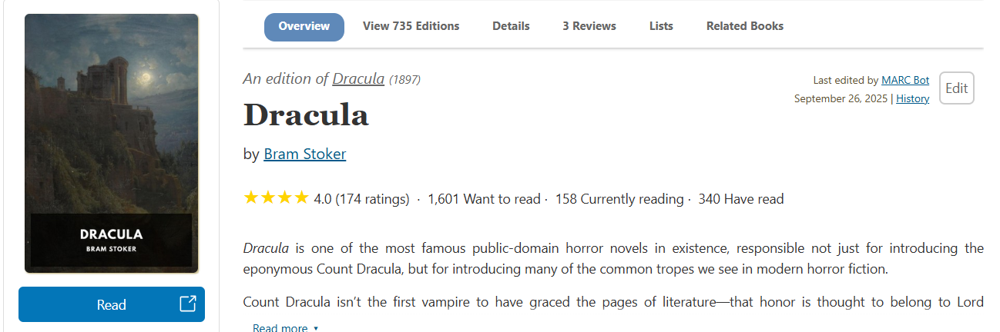 Overview View 735 Editions Details 3 Reviews Lists Related Books
An edition of Dracula (1897)
Last edited by MARC Bot
September 26, 2025 | History
Edit
Dracula
by Bram Stoker
★★★★ 4.0 (174 ratings) · 1,601 Want to read · 158 Currently reading · 340 Have read
Dracula is one of the most famous public-domain horror novels in existence, responsible not just for introducing the
eponymous Count Dracula, but for introducing many of the common tropes we see in modern horror fiction.
Count Dracula isn’t the first vampire to have graced the pages of literature—that honor is thought to belong to Lord
Read more ▾
DRACULA
BRAM STOKER
Read